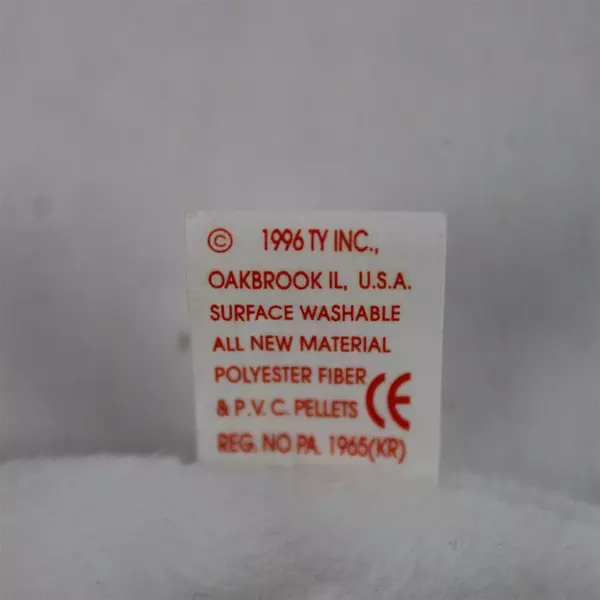 © 1996 TY INC.,
OAKBROOK IL, U.S.A.
SURFACE WASHABLE
ALL NEW MATERIAL
POLYESTER FIBER
& P.V.C. PELLETS CE
REG. NO PA. 1965(KR)